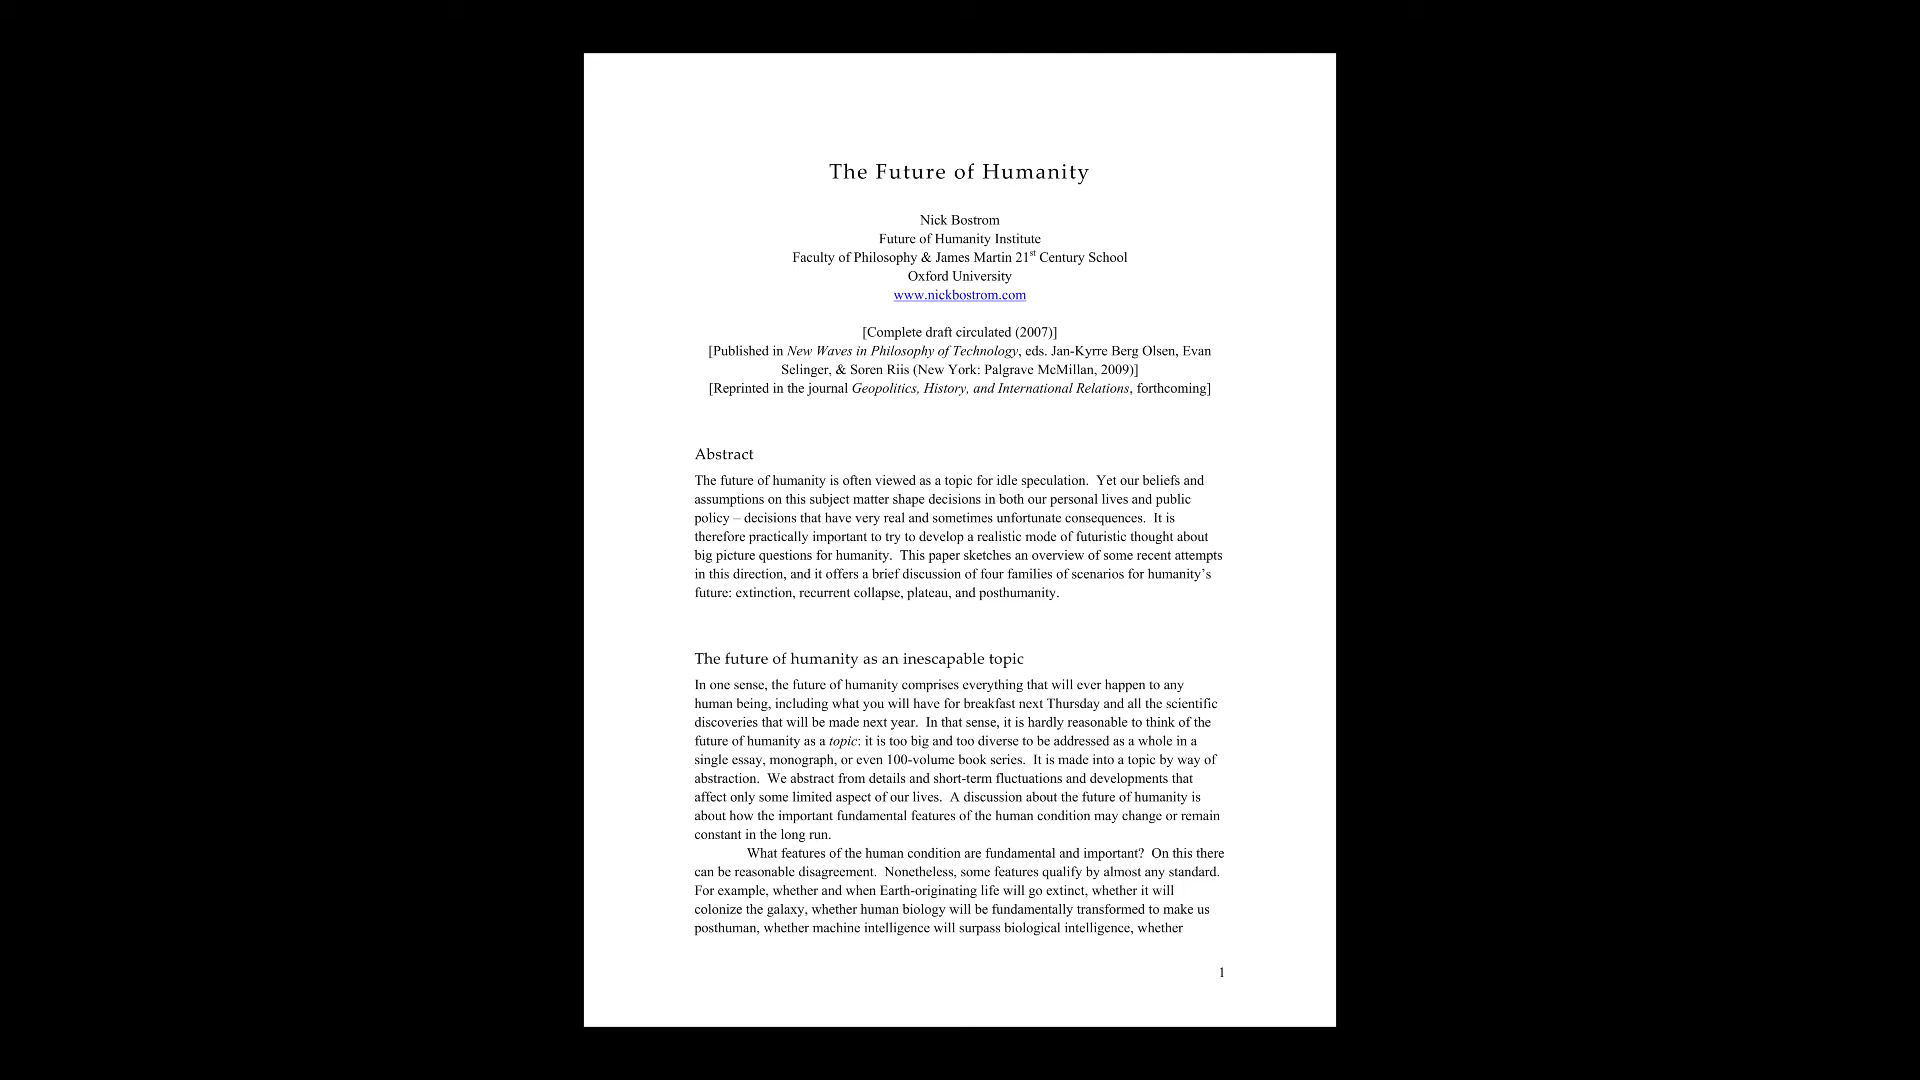 The Future of Humanity
Nick Bostrom
Future of Humanity Institute
Faculty of Philosophy & James Martin 21st Century School
Oxford University
www.nickbostrom.com
[Complete draft circulated (2007)]
[Published in New Waves in Philosophy of Technology, eds. Jan-Kyrre Berg Olsen, Evan
Selinger, & Soren Riis (New York: Palgrave McMillan, 2009)]
[Reprinted in the journal Geopolitics, History, and International Relations, forthcoming]
Abstract
The future of humanity is often viewed as a topic for idle speculation.  Yet our beliefs and
assumptions on this subject matter shape decisions in both our personal lives and public
policy – decisions that have very real and sometimes unfortunate consequences.  It is
therefore practically important to try to develop a realistic mode of futuristic thought about
big picture questions for humanity.  This paper sketches an overview of some recent attempts
in this direction, and it offers a brief discussion of four families of scenarios for humanity’s
future: extinction, recurrent collapse, plateau, and posthumanity.
The future of humanity as an inescapable topic
In one sense, the future of humanity comprises everything that will ever happen to any
human being, including what you will have for breakfast next Thursday and all the scientific
discoveries that will be made next year.  In that sense, it is hardly reasonable to think of the
future of humanity as a topic: it is too big and too diverse to be addressed as a whole in a
single essay, monograph, or even 100-volume book series.  It is made into a topic by way of
abstraction.  We abstract from details and short-term fluctuations and developments that
affect only some limited aspect of our lives.  A discussion about the future of humanity is
about how the important fundamental features of the human condition may change or remain
constant in the long run.
What features of the human condition are fundamental and important?  On this there
can be reasonable disagreement.  Nonetheless, some features qualify by almost any standard.
For example, whether and when Earth-originating life will go extinct, whether it will
colonize the galaxy, whether human biology will be fundamentally transformed to make us
posthuman, whether machine intelligence will surpass biological intelligence, whether
1